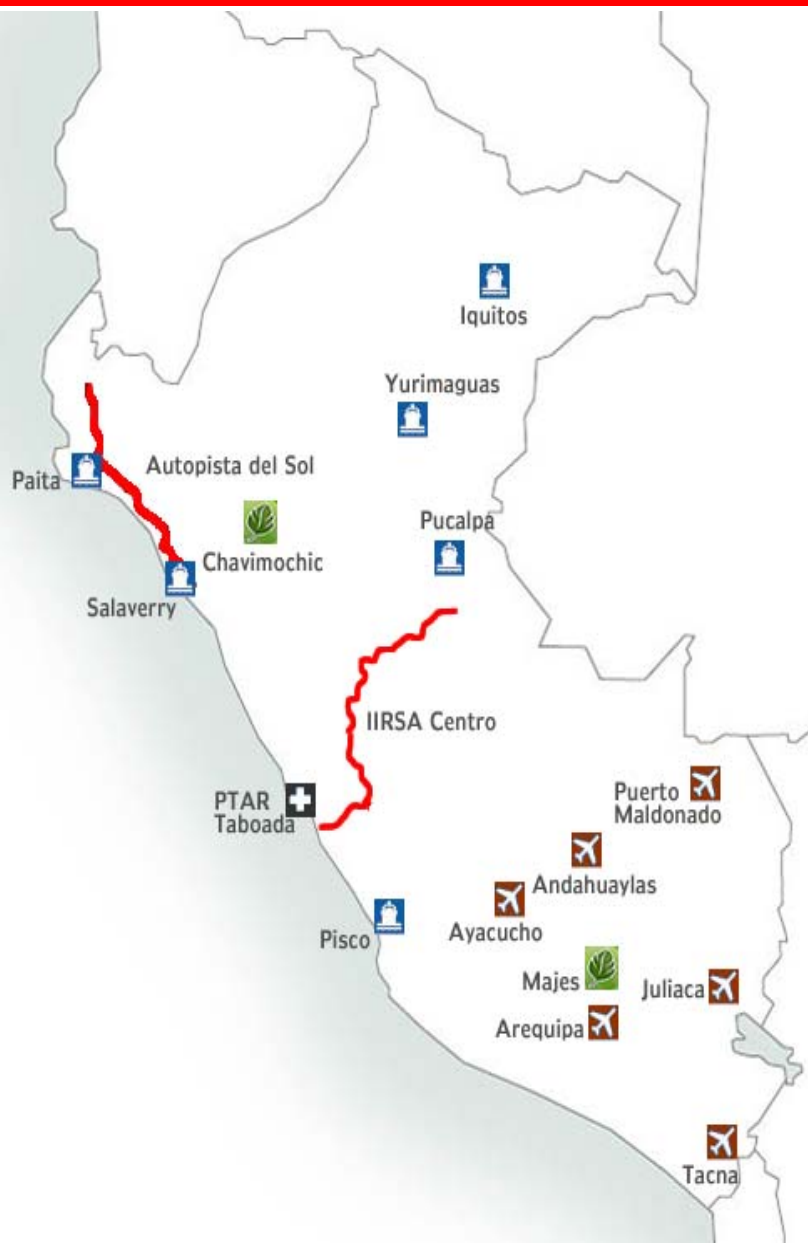 Iquitos
Yurimaguas
Autopista del Sol
Paita
Pucalpa
Chavimochic
Salaverry
IIRSA Centro
PTAR
Taboada
Puerto
Maldonado
Andahuaylas
Ayacucho
Pisco
Majes
Juliaca
Arequipa
Tacna